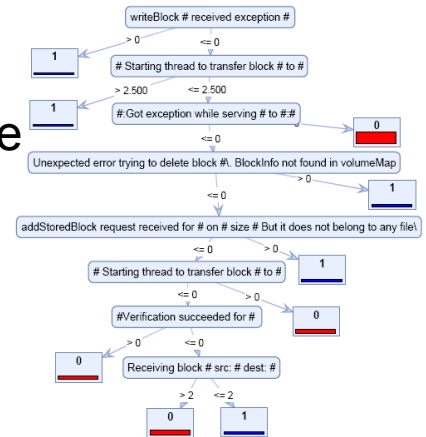 writeBlock # received exception #
> 0 <= 0
1
# Starting thread to transfer block # to #
> 2.500 <= 2.500
1
#:Got exception while serving # to #:#
e
<= 0
0
Unexpected error trying to delete block #\. BlockInfo not found in volumeMap
> 0
<= 0
1
addStoredBlock request received for # on # size # But it does not belong to any file\
<= 0 > 0
1
# Starting thread to transfer block # to #
<= 0 > 0
0
#Verification succeeded for #
> 0 <= 0
0
Receiving block # src: # dest: #
> 2 <= 2
0 1